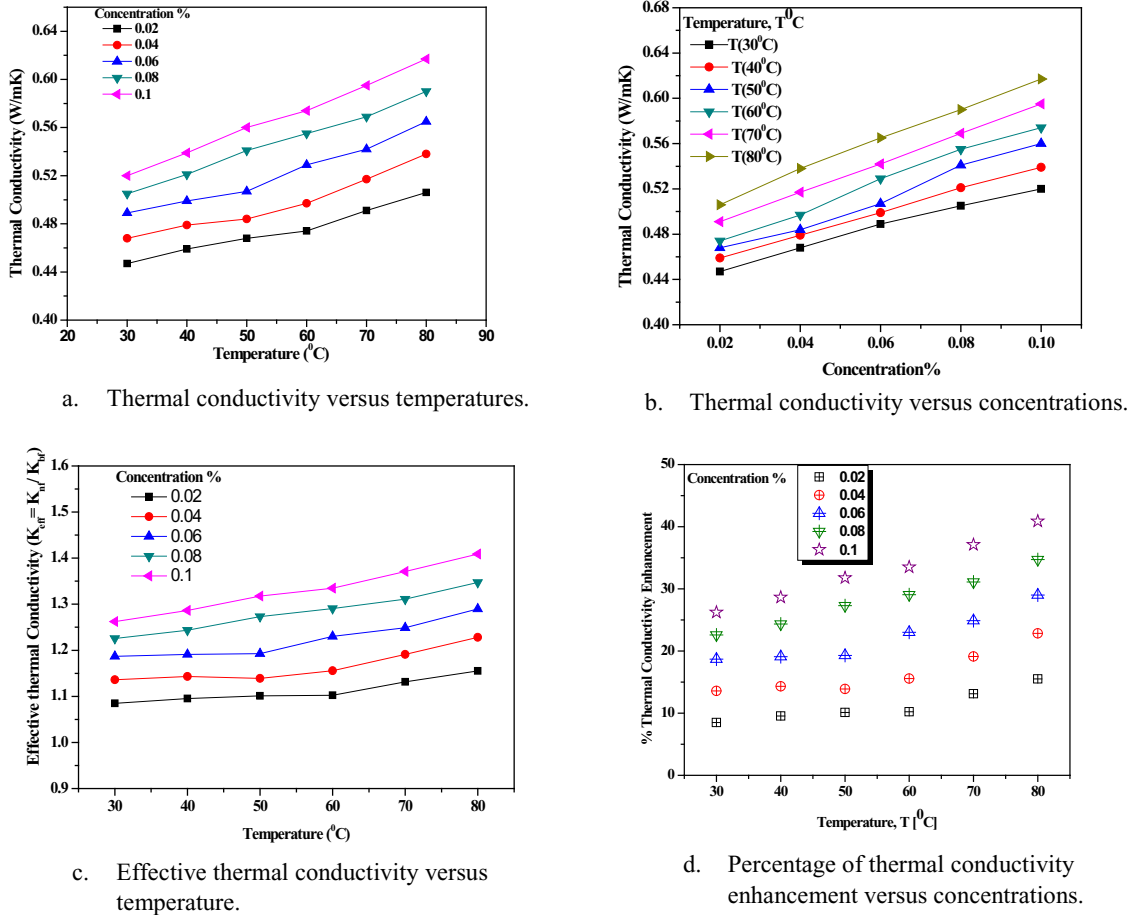 Concentration %
0.02
0.04
0.06
0.08
0.1
Thermal Conductivity (W/mK)
0.68
0.64
0.60
0.56
0.52
0.48
0.44
0.40
20 30 40 50 60 70 80 90
Temperature (⁰C)
a. Thermal conductivity versus temperatures.
Temperature, T⁰C
T(30⁰C)
T(40⁰C)
T(50⁰C)
T(60⁰C)
T(70⁰C)
T(80⁰C)
Thermal Conductivity (W/mK)
0.68
0.64
0.60
0.56
0.52
0.48
0.44
0.40
0.02 0.04 0.06 0.08 0.10
Concentration%
b. Thermal conductivity versus concentrations.
Concentration %
0.02
0.04
0.06
0.08
0.1
Effective thermal Conductivity (K_eff = K_nf / K_bf)
1.6
1.5
1.4
1.3
1.2
1.1
1.0
0.9
30 40 50 60 70 80
Temperature (⁰C)
c. Effective thermal conductivity versus
temperature.
Concentration %
0.02
0.04
0.06
0.08
0.1
% Thermal Conductivity Enhancement
50
40
30
20
10
0
30 40 50 60 70 80
Temperature, T [⁰C]
d. Percentage of thermal conductivity
enhancement versus concentrations.